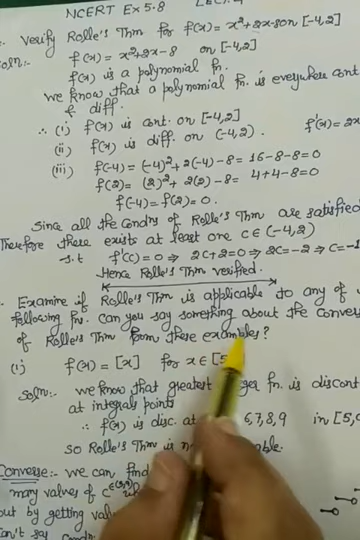 NCERT EX 5.8
:- Verify Rolle's Thm for f(x) = x²+2x-8 on [-4,2]
Soln:- f(x) = x²+2x-8 on [-4,2]
f(x) is a polynomial fn.
we know that a polynomial fn. is everywhere cont
& diff.
∴ (i) f(x) is cont. on [-4,2] f'(x)=2x
(ii) f(x) is diff. on (-4,2).
(iii) f(-4) = (-4)²+2(-4)-8 = 16-8-8=0
f(2) = (2)²+2(2)-8 = 4+4-8=0
f(-4)=f(2)=0.
Since all the condns of Rolle's Thm are satisfied
Therefore there exists at least one c∈(-4,2)
s.t f'(c)=0 ⇒ 2c+2=0 ⇒ 2c=-2 ⇒ c=-1
Hence Rolle's Thm verified.
:- Examine if Rolle's Thm is applicable to any of
following fns. Can you say something about the conver
of Rolle's Thm from these examples?
(i) f(x) = [x] for x∈[5
Soln:- we know that greatest ger fn. is discont
at integral points
∴ f(x) is disc. at 6,7,8,9 in [5,9
So Rolle's Thm is n able.
Converse:- we can find
many values of c
but by getting val
an't say